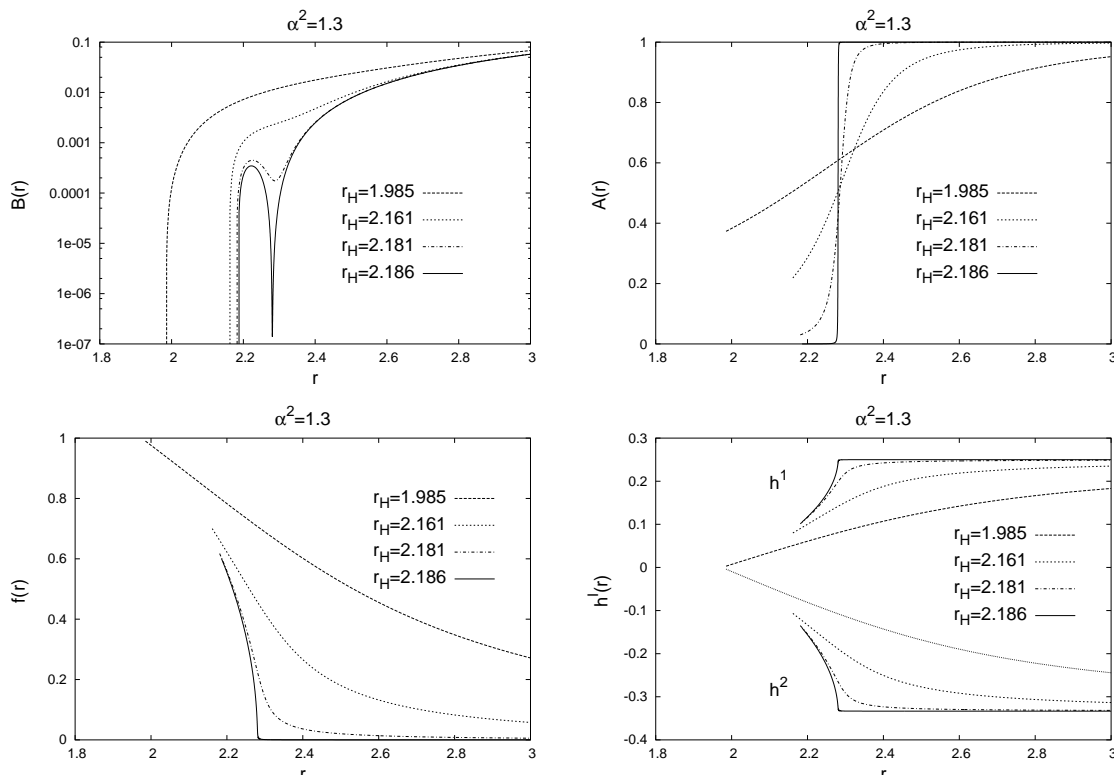 α²=1.3
B(r)
0.1
0.01
0.001
0.0001
1e-05
1e-06
1e-07
r_H=1.985
r_H=2.161
r_H=2.181
r_H=2.186
1.8 2 2.2 2.4 2.6 2.8 3
r
α²=1.3
A(r)
1
0.8
0.6
0.4
0.2
0
r_H=1.985
r_H=2.161
r_H=2.181
r_H=2.186
1.8 2 2.2 2.4 2.6 2.8 3
r
α²=1.3
f(r)
1
0.8
0.6
0.4
0.2
0
r_H=1.985
r_H=2.161
r_H=2.181
r_H=2.186
1.8 2 2.2 2.4 2.6 2.8 3
r
α²=1.3
h^I(r)
0.3
0.2
0.1
0
-0.1
-0.2
-0.3
-0.4
h¹
r_H=1.985
r_H=2.161
r_H=2.181
r_H=2.186
h²
1.8 2 2.2 2.4 2.6 2.8 3
r